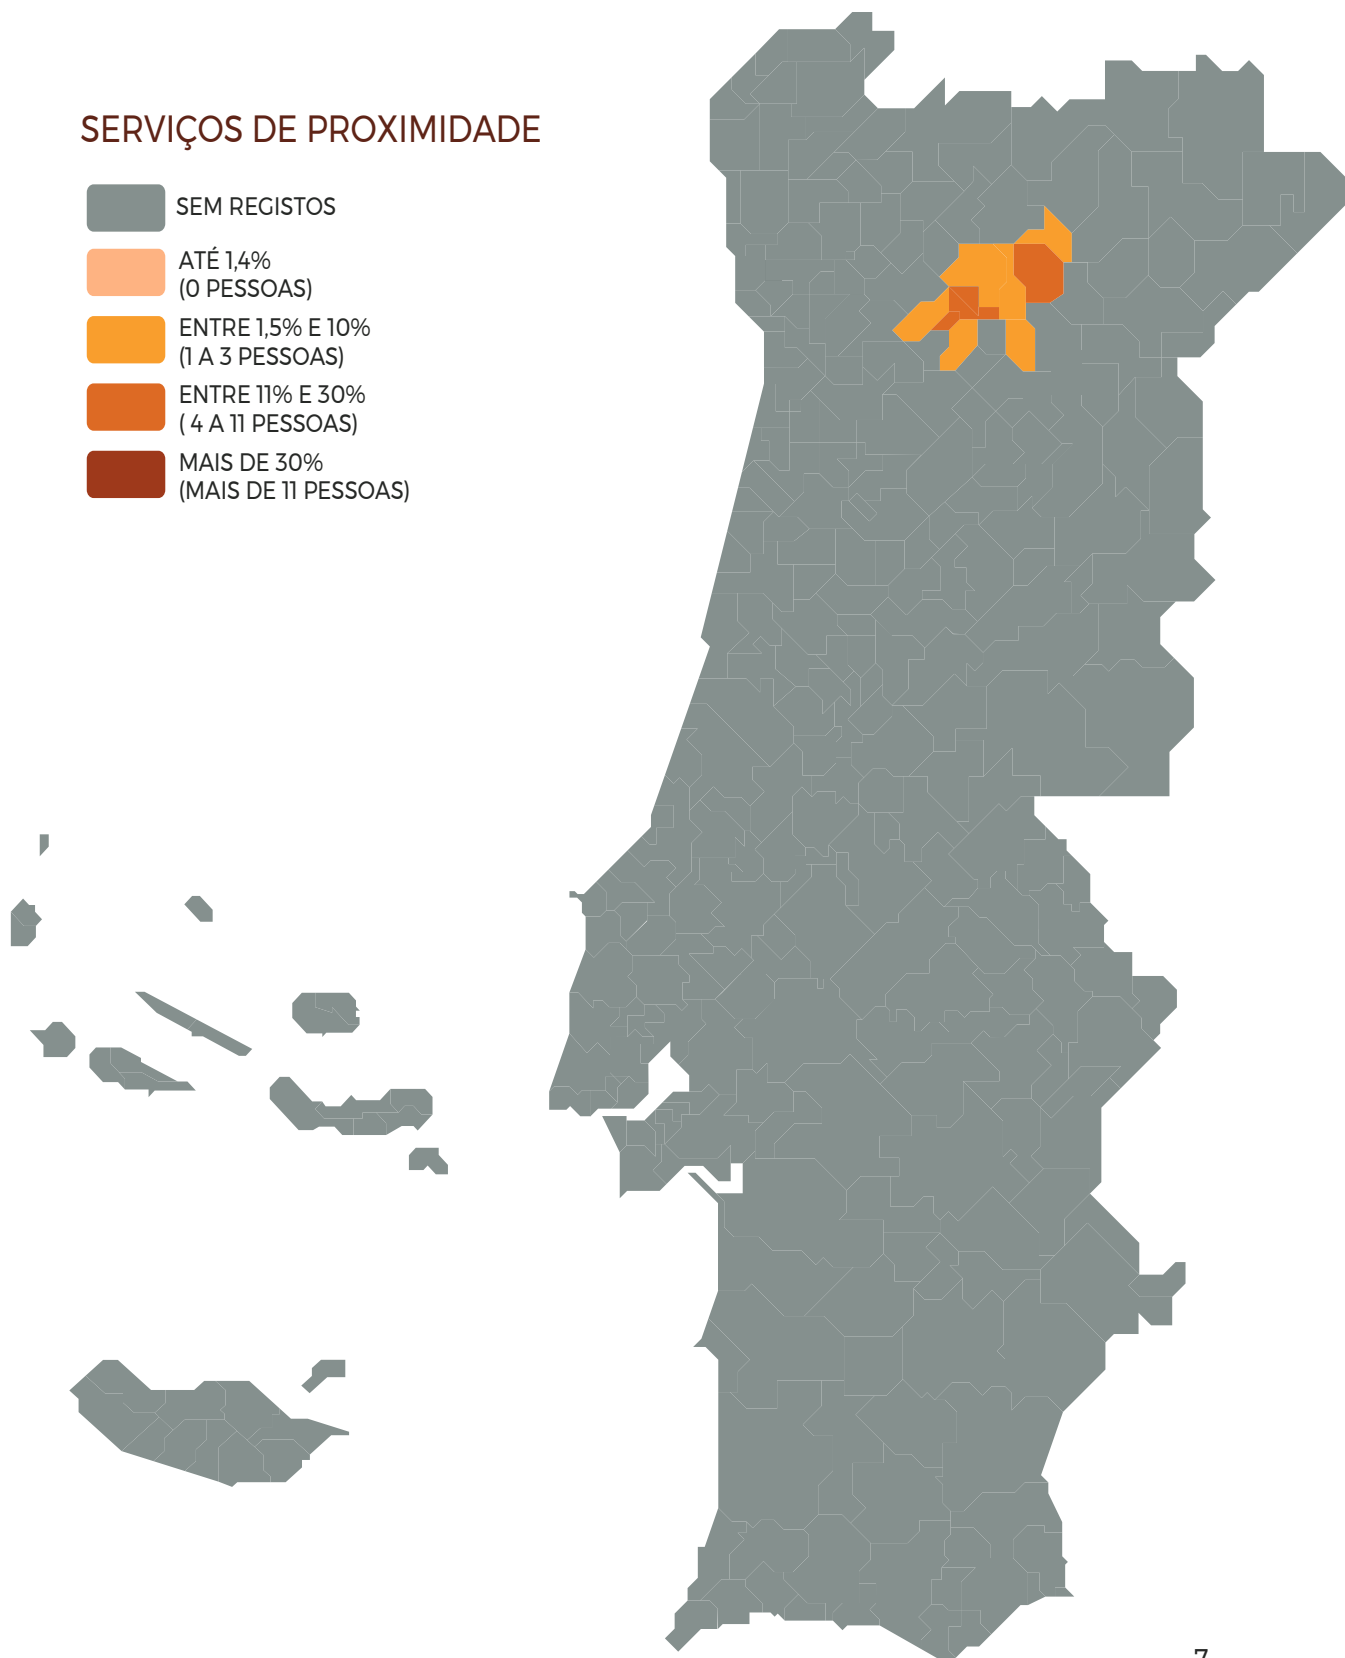 SERVIÇOS DE PROXIMIDADE
SEM REGISTOS
ATÉ 1,4%
(0 PESSOAS)
ENTRE 1,5% E 10%
(1 A 3 PESSOAS)
ENTRE 11% E 30%
( 4 A 11 PESSOAS)
MAIS DE 30%
(MAIS DE 11 PESSOAS)
7